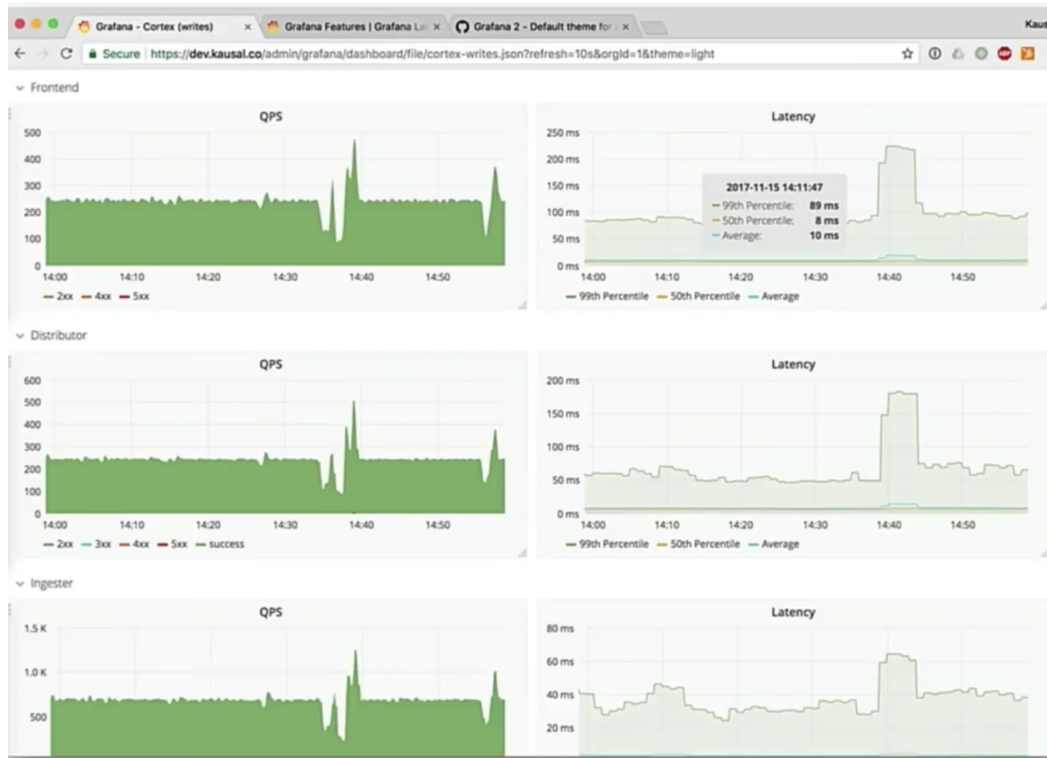 Grafana - Cortex (writes) × Grafana Features | Grafana La × Grafana 2 - Default theme for × Kaus
Secure https://dev.kausal.co/admin/grafana/dashboard/file/cortex-writes.json?refresh=10s&orgId=1&theme=light ABP
Frontend
QPS
500
400
300
200
100
0
14:00 14:10 14:20 14:30 14:40 14:50
2xx 4xx 5xx
Latency
250 ms
200 ms
150 ms
100 ms
50 ms
0 ms
2017-11-15 14:11:47
99th Percentile: 89 ms
50th Percentile: 8 ms
Average: 10 ms
14:00 14:10 14:20 14:30 14:40 14:50
99th Percentile 50th Percentile Average
Distributor
QPS
600
500
400
300
200
100
0
14:00 14:10 14:20 14:30 14:40 14:50
2xx 3xx 4xx 5xx success
Latency
200 ms
150 ms
100 ms
50 ms
0 ms
14:00 14:10 14:20 14:30 14:40 14:50
99th Percentile 50th Percentile Average
Ingester
QPS
1.5 K
1.0 K
500
Latency
80 ms
60 ms
40 ms
20 ms